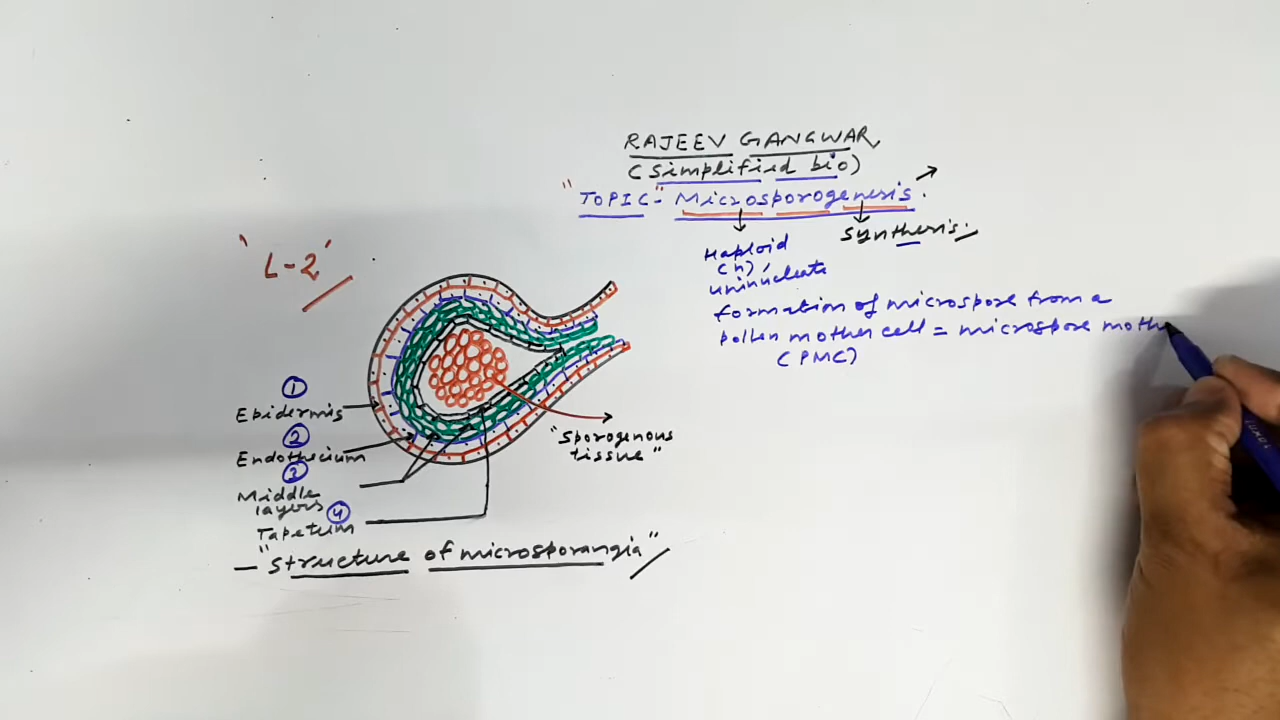 RAJEEV GANGWAR
(Simplified bio)
"TOPIC"- Microsporogenesis.
Synthesis.
Haploid
(n),
uninucleate
formation of microspore from a
pollen mother cell = microspore moth
(PMC)
"L-2"
1
Epidermis
2
Endothecium
3
Middle
layers
4
Tapetum
"Sporogenous
tissue"
- "Structure of microsporangia"